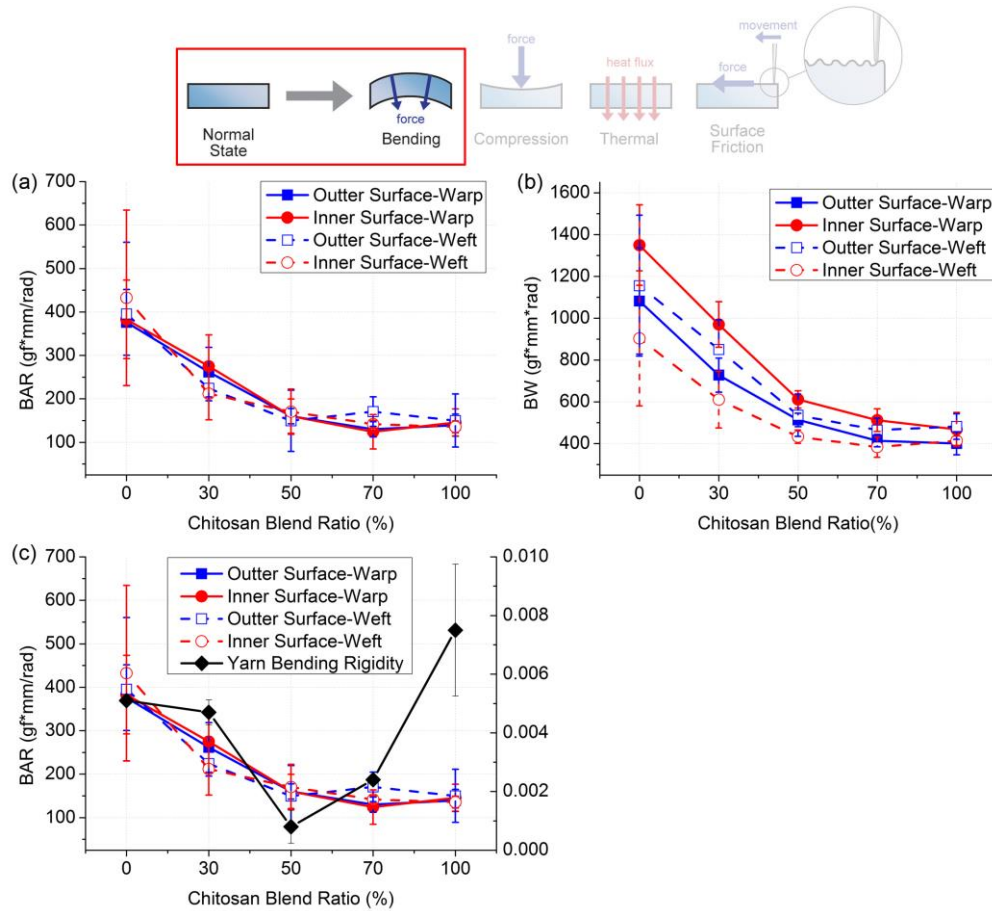 movement
force
heat flux
force
force
Normal
State
Bending
Compression
Thermal
Surface
Friction
(a)
700
600
500
400
300
200
100
BAR (gf*mm/rad)
Outter Surface-Warp
Inner Surface-Warp
Outter Surface-Weft
Inner Surface-Weft
0 30 50 70 100
Chitosan Blend Ratio (%)
(b)
1600
1400
1200
1000
800
600
400
BW (gf*mm*rad)
Outter Surface-Warp
Inner Surface-Warp
Outter Surface-Weft
Inner Surface-Weft
0 30 50 70 100
Chitosan Blend Ratio(%)
(c)
700
600
500
400
300
200
100
BAR (gf*mm/rad)
Outter Surface-Warp
Inner Surface-Warp
Outter Surface-Weft
Inner Surface-Weft
Yarn Bending Rigidity
0.010
0.008
0.006
0.004
0.002
0.000
0 30 50 70 100
Chitosan Blend Ratio (%)